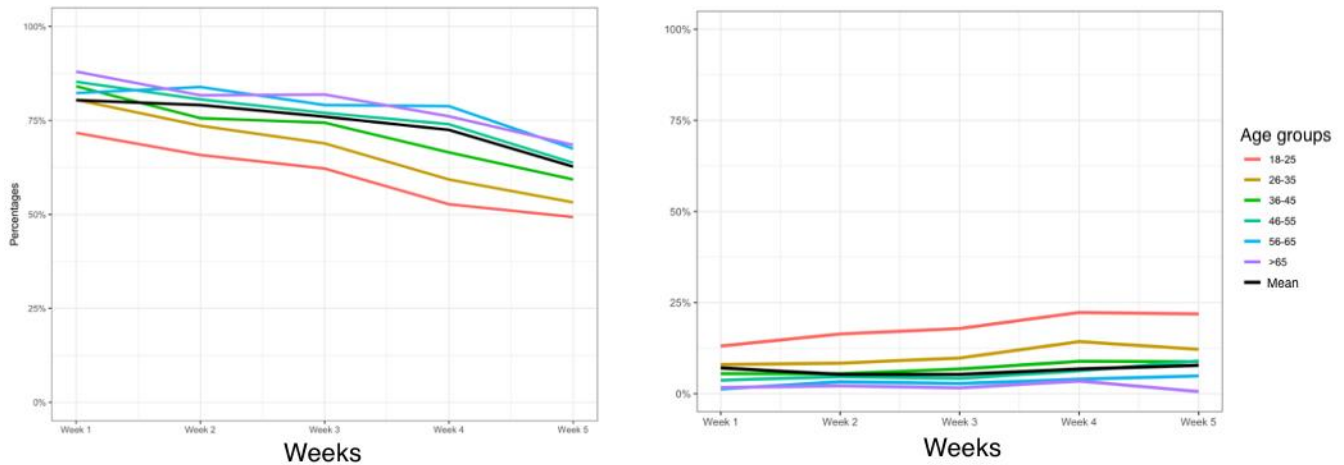 100%
75%
50%
25%
0%
Percentages
Week 1 Week 2 Week 3 Week 4 Week 5
Weeks
100%
75%
50%
25%
0%
Week 1 Week 2 Week 3 Week 4 Week 5
Weeks
Age groups
18-25
26-35
36-45
46-55
56-65
>65
Mean